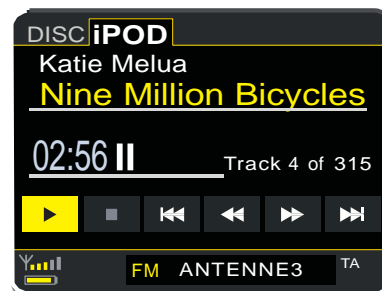 DISC iPOD
Katie Melua
Nine Million Bicycles
02:56 Track 4 of 315
FM ANTENNE3 TA